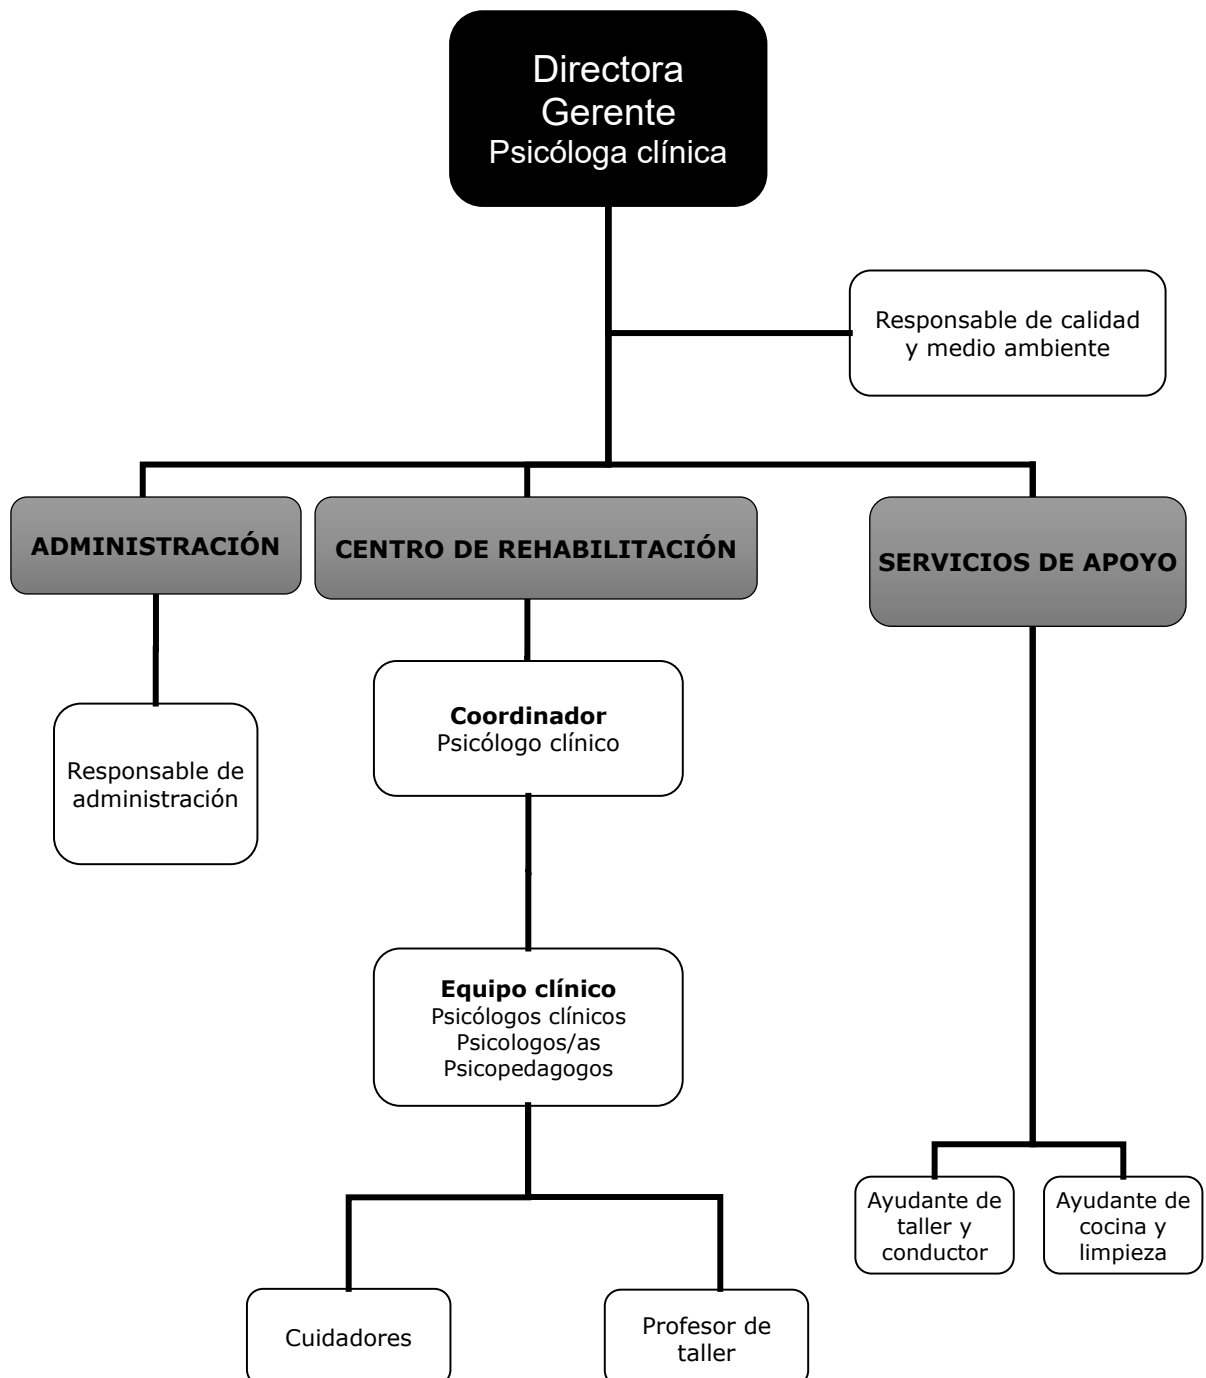 Directora
Gerente
Psicóloga clínica
Responsable de calidad
y medio ambiente
ADMINISTRACIÓN
CENTRO DE REHABILITACIÓN
SERVICIOS DE APOYO
Coordinador
Psicólogo clínico
Responsable de
administración
Equipo clínico
Psicólogos clínicos
Psicologos/as
Psicopedagogos
Ayudante de
taller y
conductor
Ayudante de
cocina y
limpieza
Cuidadores
Profesor de
taller